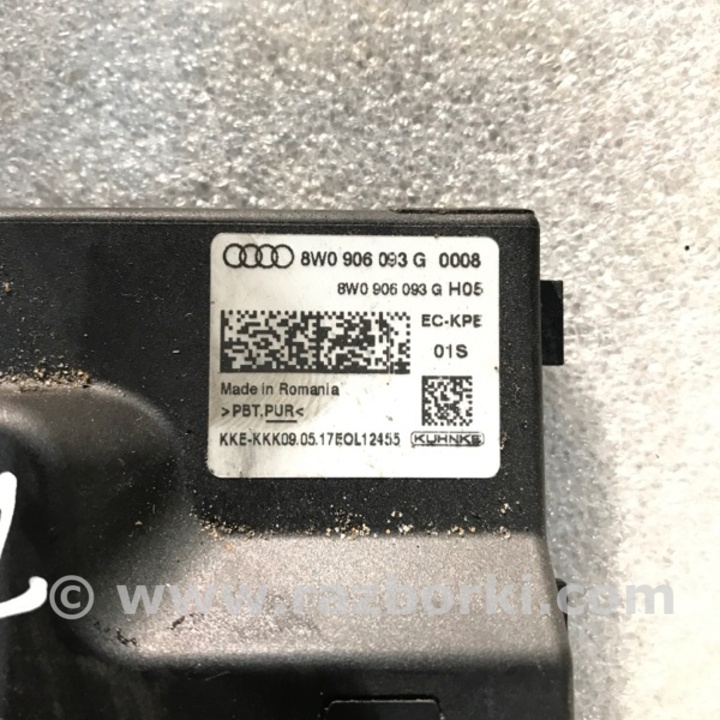 8W0 906 093 G 0008
8W0 906 093 G H05
EC-KPE
01S
Made in Romania
>PBT,PUR<
KKE-KKK09.05.17EOL12455 KUHNKE
© www.razborki.com